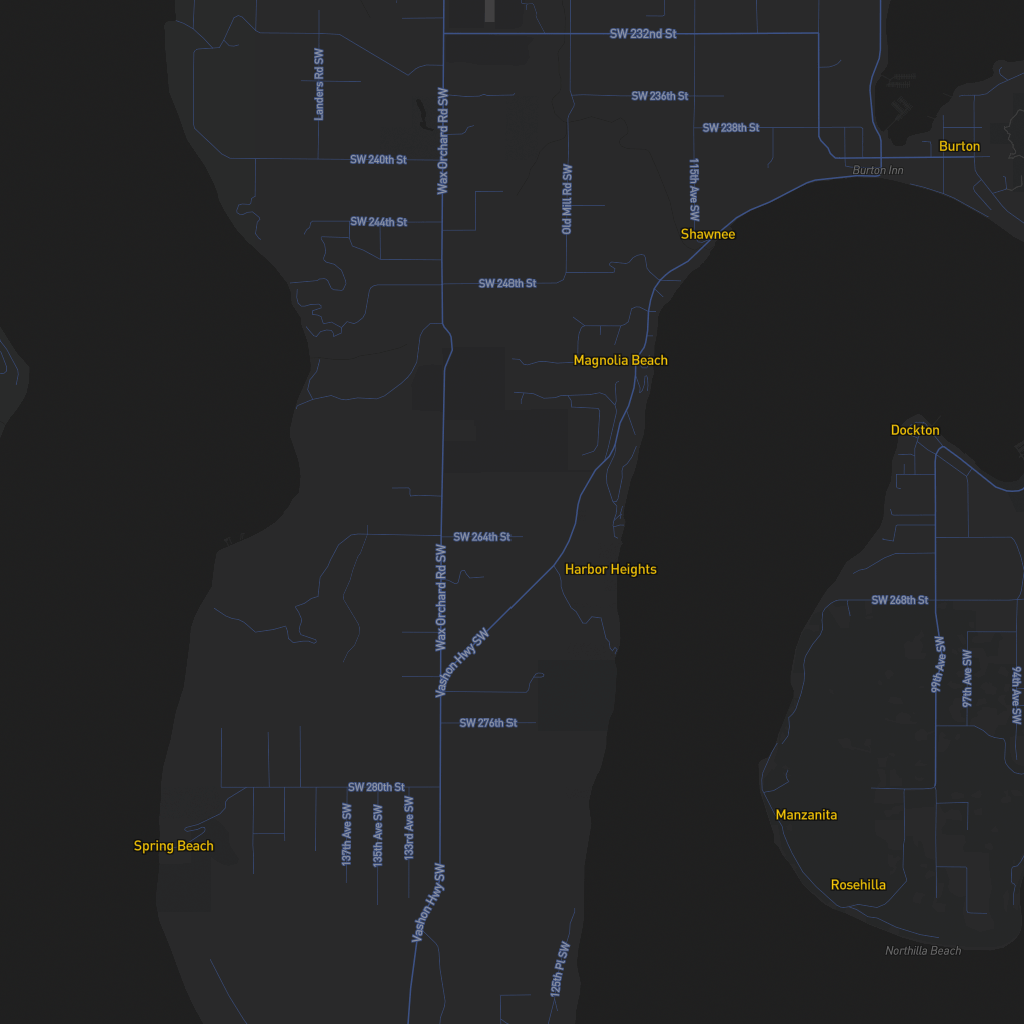 SW 232nd St
Landers Rd SW
SW 236th St
Wax Orchard Rd SW
SW 238th St
Burton
SW 240th St
Burton Inn
115th Ave SW
Old Mill Rd SW
SW 244th St
Shawnee
SW 248th St
Magnolia Beach
Dockton
SW 264th St
Harbor Heights
Wax Orchard Rd SW
SW 268th St
Vashon Hwy SW
99th Ave SW
97th Ave SW
94th Ave SW
SW 276th St
SW 280th St
Manzanita
137th Ave SW
135th Ave SW
133rd Ave SW
Spring Beach
Rosehilla
Vashon Hwy SW
Northilla Beach
125th Pl SW